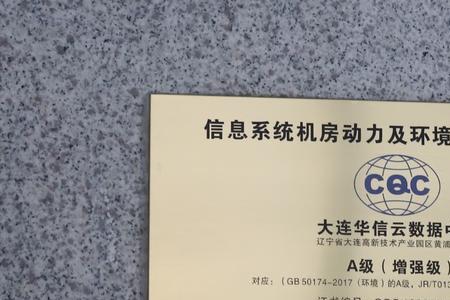 信息系统机房动力及环境
CQC
大连华信云数据中
辽宁省大连高新技术产业园区黄浦
A级（增强级）
对应：（GB 50174-2017（环境）的A级，JR/T013